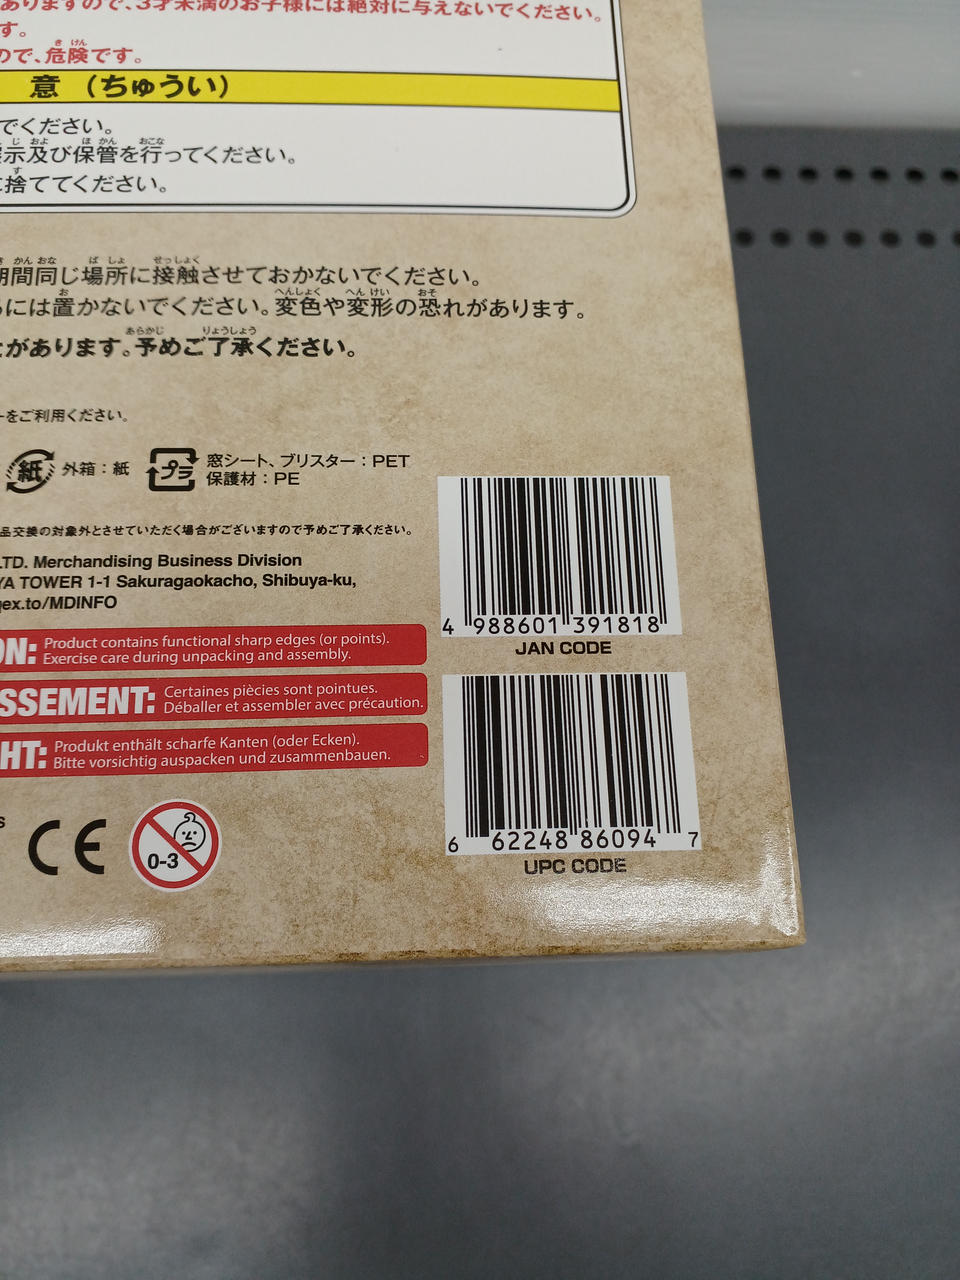 ありますので、3才未満のお子様には絶対に与えないでください。
す。
ので、危険です。
意（ちゅうい）
でください。
示及び保管を行ってください。
捨ててください。
期間同じ場所に接触させておかないでください。
には置かないでください。変色や変形の恐れがあります。
があります。予めご了承ください。
ーをご利用ください。
紙 外箱：紙 プラ 窓シート、ブリスター：PET
保護材：PE
品交換の対象外とさせていただく場合がございますので予めご了承ください。
LTD. Merchandising Business Division
YA TOWER 1-1 Sakuragaokacho, Shibuya-ku,
qex.to/MDINFO
ON: Product contains functional sharp edges (or points).
Exercise care during unpacking and assembly.
SSEMENT: Certaines piècies sont pointues.
Déballer et assembler avec précaution.
HT: Produkt enthält scharfe Kanten (oder Ecken).
Bitte vorsichtig auspacken und zusammenbauen.
CE
0-3
4 988601 391818
JAN CODE
6 62248 86094 7
UPC CODE